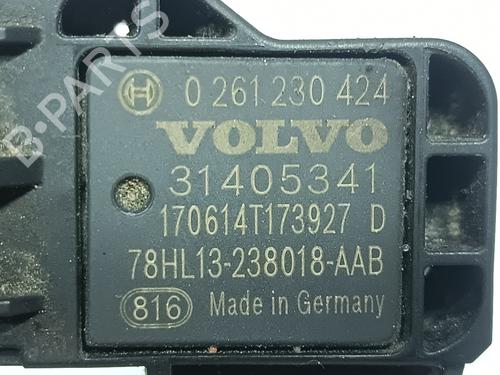 B-PARTS
0 261 230 424
VOLVO
31405341
170614T173927 D
78HL13-238018-AAB
816 Made in Germany